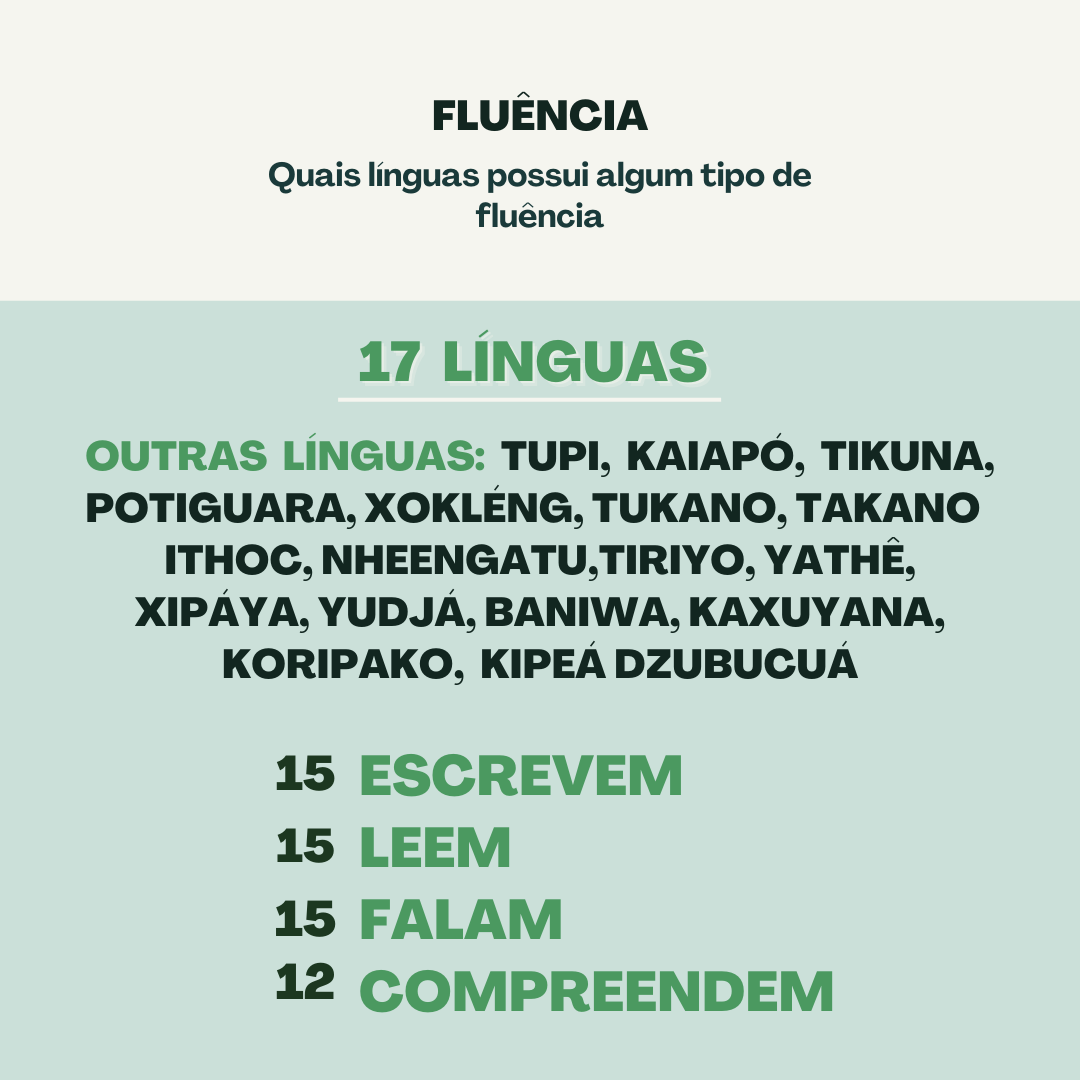 FLUÊNCIA
Quais línguas possui algum tipo de
fluência
17 LÍNGUAS
OUTRAS LÍNGUAS: TUPI, KAIAPÓ, TIKUNA,
POTIGUARA, XOKLÉNG, TUKANO, TAKANO
ITHOC, NHEENGATU,TIRIYO, YATHÊ,
XIPÁYA, YUDJÁ, BANIWA, KAXUYANA,
KORIPAKO, KIPEÁ DZUBUCUÁ
15 ESCREVEM
15 LEEM
15 FALAM
12 COMPREENDEM